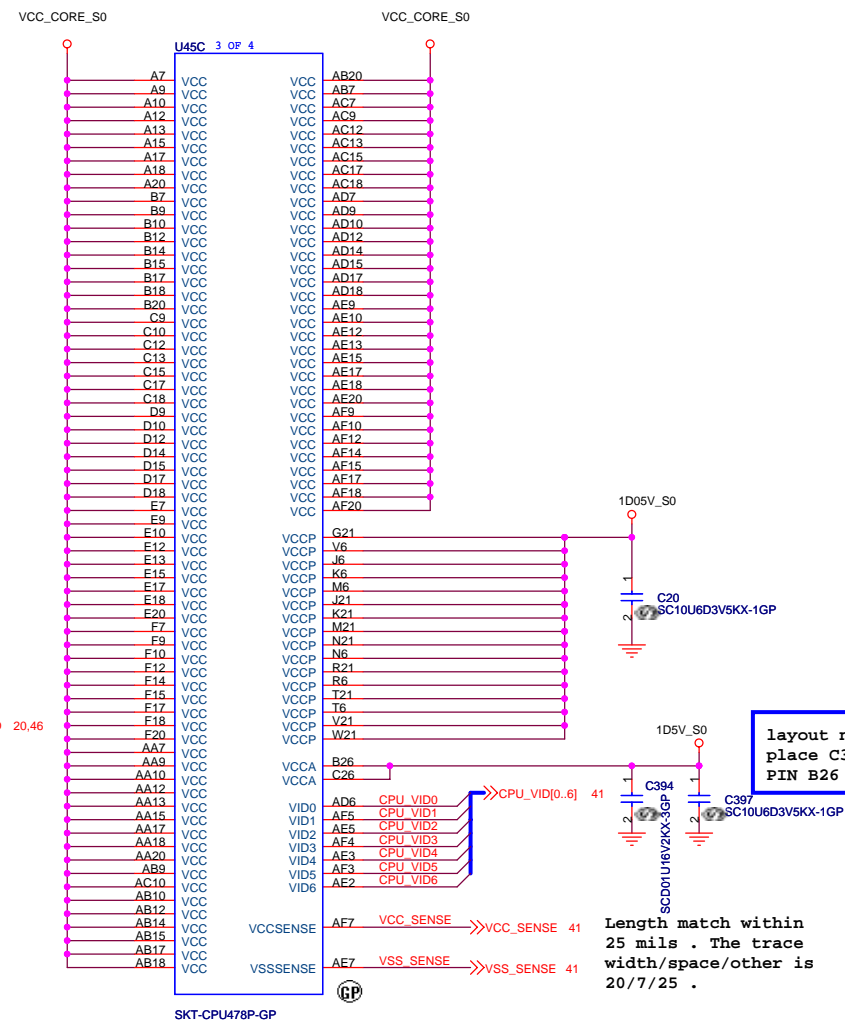 VCC_CORE_S0 VCC_CORE_S0
U45C 3 OF 4
A7 VCC VCC AB20
A9 VCC VCC AB7
A10 VCC VCC AC7
A12 VCC VCC AC9
A13 VCC VCC AC12
A15 VCC VCC AC13
A17 VCC VCC AC15
A18 VCC VCC AC17
A20 VCC VCC AC18
B7 VCC VCC AD7
B9 VCC VCC AD9
B10 VCC VCC AD10
B12 VCC VCC AD12
B14 VCC VCC AD14
B15 VCC VCC AD15
B17 VCC VCC AD17
B18 VCC VCC AD18
B20 VCC VCC AE9
C9 VCC VCC AE10
C10 VCC VCC AE12
C12 VCC VCC AE13
C13 VCC VCC AE15
C15 VCC VCC AE17
C17 VCC VCC AE18
C18 VCC VCC AE20
D9 VCC VCC AF9
D10 VCC VCC AF10
D12 VCC VCC AF12
D14 VCC VCC AF14
D15 VCC VCC AF15
D17 VCC VCC AF17
D18 VCC VCC AF18
E7 VCC VCC AF20
E9 VCC
1D05V_S0
E10 VCC VCCP G21
E12 VCC VCCP V6
E13 VCC VCCP J6
E15 VCC VCCP K6
E17 VCC VCCP M6
E18 VCC VCCP J21
E20 VCC VCCP K21
F7 VCC VCCP M21
F9 VCC VCCP N21
F10 VCC VCCP N6
F12 VCC VCCP R21
F14 VCC VCCP R6
F15 VCC VCCP T21
F17 VCC VCCP T6
F18 VCC VCCP V21
F20 VCC VCCP W21
1
C20
SC10U6D3V5KX-1GP
2
20,46
AA7 VCC
AA9 VCC VCCA B26
AA10 VCC VCCA C26
AA12 VCC
AA13 VCC VID0 AD6 CPU_VID0
AA15 VCC VID1 AF5 CPU_VID1
AA17 VCC VID2 AE5 CPU_VID2
AA18 VCC VID3 AF4 CPU_VID3
AA20 VCC VID4 AE3 CPU_VID4
AB9 VCC VID5 AF3 CPU_VID5
AC10 VCC VID6 AE2 CPU_VID6
AB10 VCC
AB12 VCC
AB14 VCC VCCSENSE AF7 VCC_SENSE VCC_SENSE 41
AB15 VCC
AB17 VCC
AB18 VCC VSSSENSE AE7 VSS_SENSE VSS_SENSE 41
CPU_VID[0..6] 41
1D5V_S0
1
C394
SCD01U16V2KX-3GP
2
1
C397
SC10U6D3V5KX-1GP
2
layout
place
PIN B26
Length match within
25 mils . The trace
width/space/other is
20/7/25 .
GP
SKT-CPU478P-GP